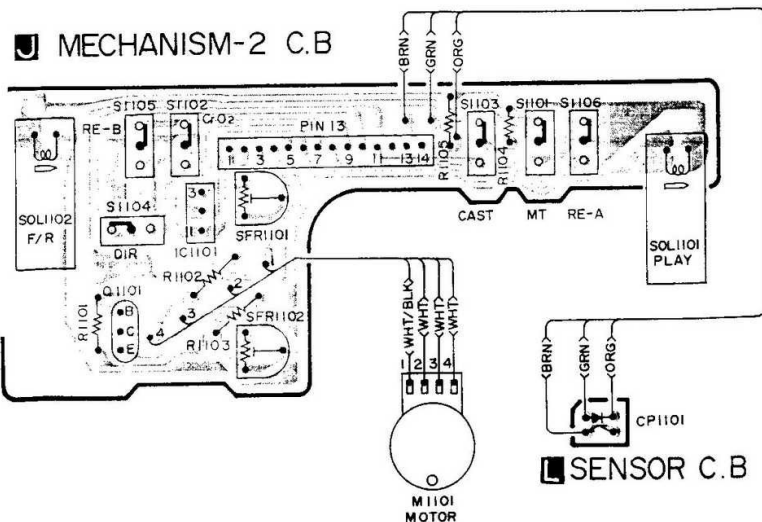 J MECHANISM-2 C.B
BRN
GRN
ORG
S1105
S1102
RE-B
CrO2
PIN 13
1 3 5 7 9 11 13 14
R1105
S1103
R1104
S1101
S1106
CAST
MT
RE-A
SOL1102
F/R
S1104
DIR
3
1
IC1101
SFR1101
SOL1101
PLAY
R1102
1
2
3
4
Q1101
B
C
E
R1101
R1103
SFR1102
WHT/BLK
WHT
WHT
WHT
1 2 3 4
M1101
MOTOR
BRN
GRN
ORG
CP1101
L SENSOR C.B